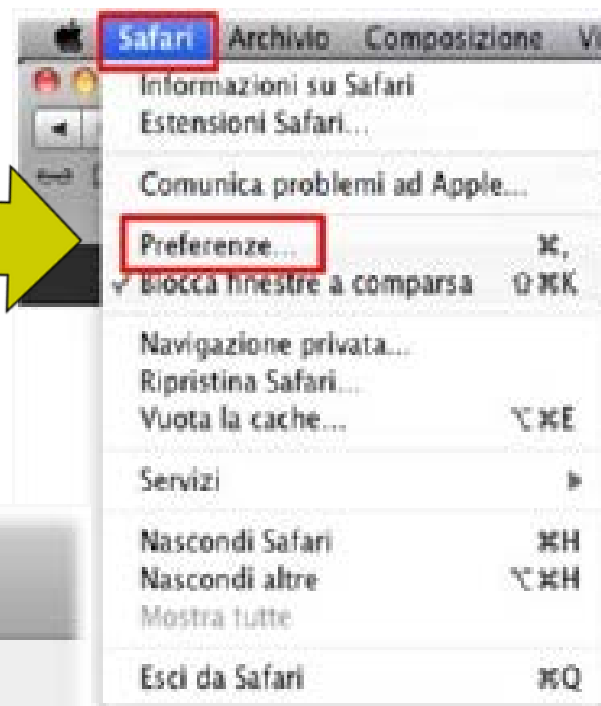 Safari Archivio Composizione
Informazioni su Safari
Estensioni Safari...
Comunica problemi ad Apple...
Preferenze... ⌘,
✓ Blocca finestre a comparsa ⇧⌘K
Navigazione privata...
Ripristina Safari...
Vuota la cache... ⌥⌘E
Servizi
Nascondi Safari ⌘H
Nascondi altre ⌥⌘H
Mostra tutte
Esci da Safari ⌘Q